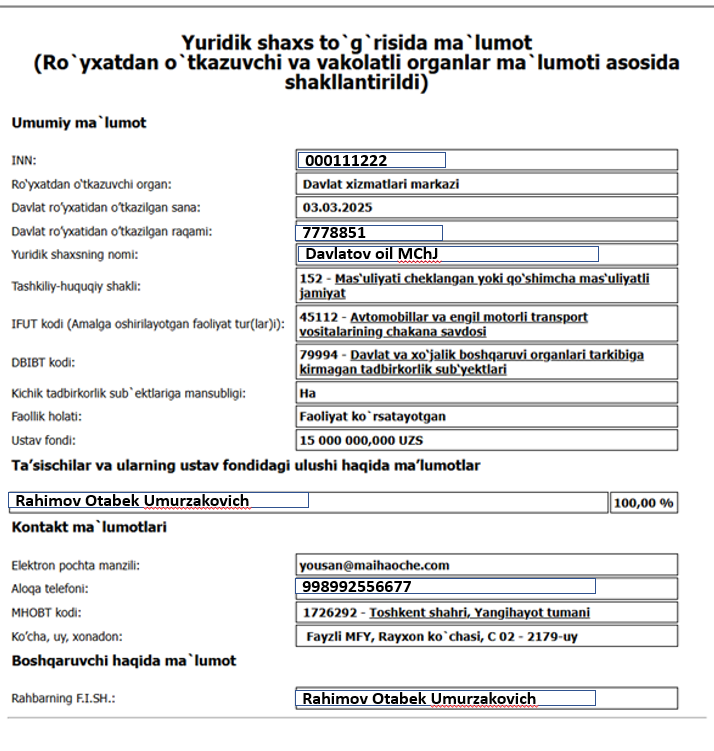 Yuridik shaxs to`g`risida ma`lumot
(Ro`yxatdan o`tkazuvchi va vakolatli organlar ma`lumoti asosida
shakllantirildi)
Umumiy ma`lumot
INN: 000111222
Ro‘yxatdan o‘tkazuvchi organ: Davlat xizmatlari markazi
Davlat ro‘yxatidan o‘tkazilgan sana: 03.03.2025
Davlat ro‘yxatidan o‘tkazilgan raqami: 7778851
Yuridik shaxsning nomi: Davlatov oil MChJ
Tashkiliy-huquqiy shakli: 152 - Mas‘uliyati cheklangan yoki qo‘shimcha mas‘uliyatli
jamiyat
IFUT kodi (Amalga oshirilayotgan faoliyat tur(lar)i): 45112 - Avtomobillar va engil motorli transport
vositalarining chakana savdosi
DBIBT kodi: 79994 - Davlat va xo‘jalik boshqaruvi organlari tarkibiga
kirmagan tadbirkorlik sub‘yektlari
Kichik tadbirkorlik sub`ektlariga mansubligi: Ha
Faollik holati: Faoliyat ko`rsatayotgan
Ustav fondi: 15 000 000,000 UZS
Ta’sischilar va ularning ustav fondidagi ulushi haqida ma’lumotlar
Rahimov Otabek Umurzakovich 100,00 %
Kontakt ma`lumotlari
Elektron pochta manzili: yousan@maihaoche.com
Aloqa telefoni: 998992556677
MHOBT kodi: 1726292 - Toshkent shahri, Yangihayot tumani
Ko‘cha, uy, xonadon: Fayzli MFY, Rayxon ko`chasi, C 02 - 2179-uy
Boshqaruvchi haqida ma`lumot
Rahbarning F.I.SH.: Rahimov Otabek Umurzakovich